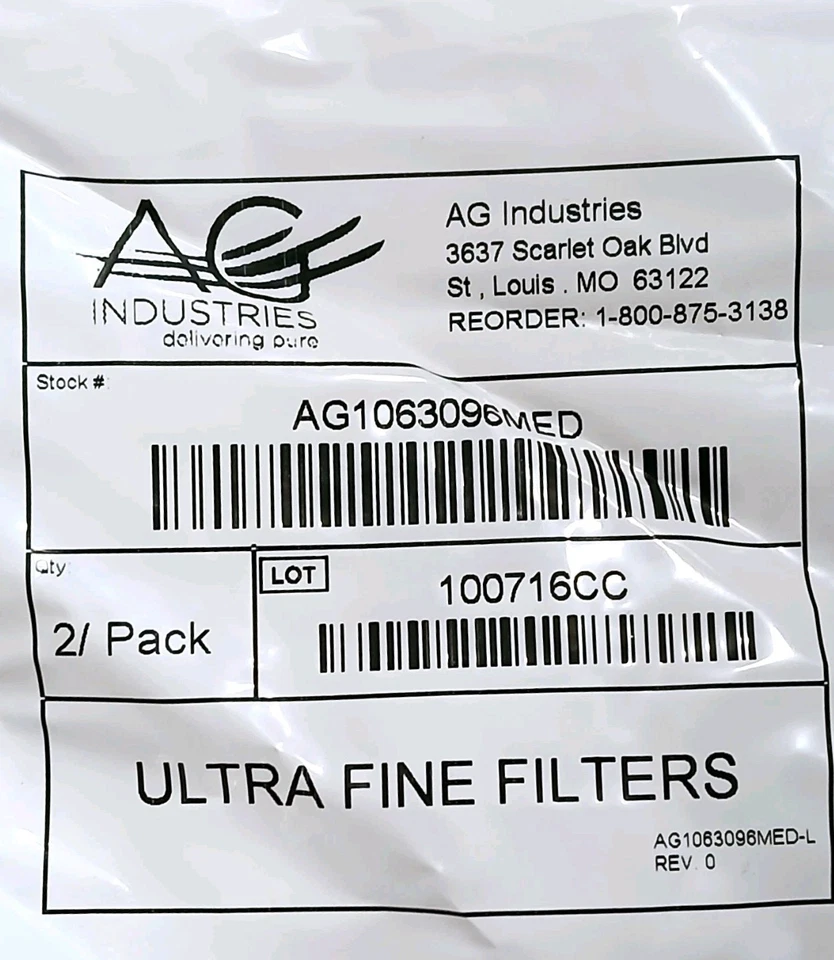 AG
INDUSTRIES
delivering pure
AG Industries
3637 Scarlet Oak Blvd
St , Louis . MO 63122
REORDER: 1-800-875-3138
Stock #:
AG1063096MED
Qty
2/ Pack
LOT
100716CC
ULTRA FINE FILTERS
AG1063096MED-L
REV. 0